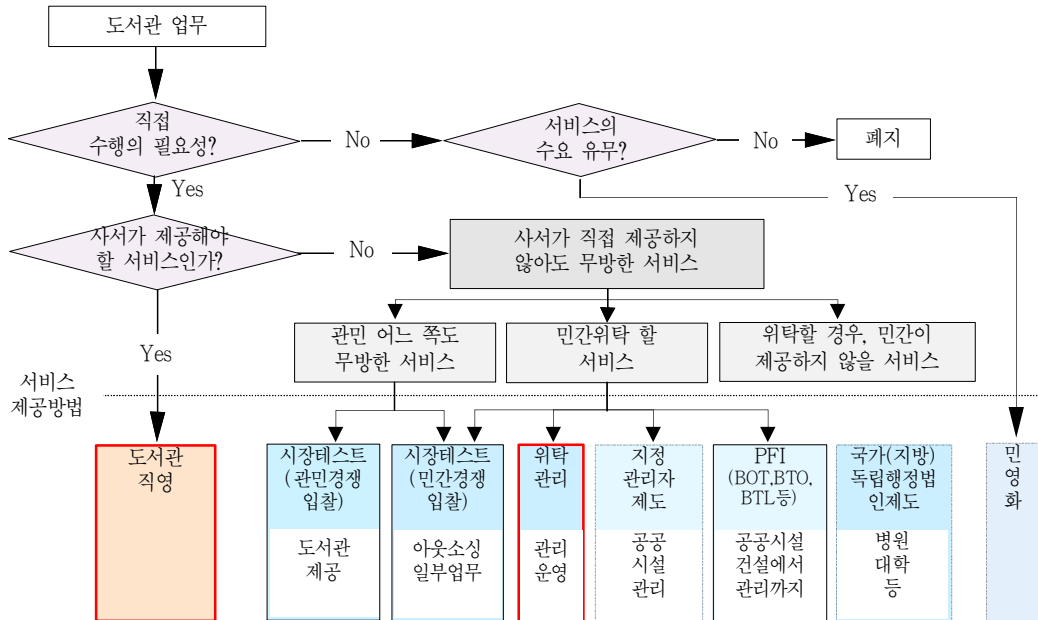 도서관 업무
직접
수행의 필요성?
No
서비스의
수요 유무?
No
폐지
Yes
Yes
사서가 제공해야
할 서비스인가?
No
사서가 직접 제공하지
않아도 무방한 서비스
관민 어느 쪽도
무방한 서비스
민간위탁 할
서비스
위탁할 경우, 민간이
제공하지 않을 서비스
Yes
서비스
제공방법
도서관
직영
시장테스트
(관민경쟁
입찰)
도서관
제공
시장테스트
(민간경쟁
입찰)
아웃소싱
일부업무
위탁
관리
관리
운영
지정
관리자
제도
공공
시설
관리
PFI
(BOT,BTO,
BTL등)
공공시설
건설에서
관리까지
국가(지방)
독립행정법
인제도
병원
대학
등
민
영
화